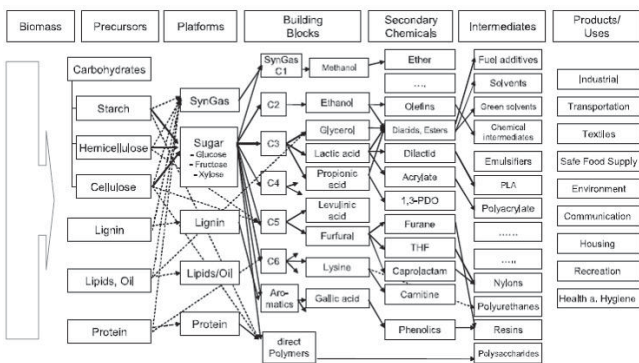 Biomass
Precursors
Platforms
Building
Blocks
Secondary
Chemicals
Intermediates
Products/
Uses
Carbohydrates
Starch
Hemicellulose
Cellulose
Lignin
Lipids, Oil
Protein
SynGas
Sugar
- Glucose
- Fructose
- Xylose
Lignin
Lipids/Oil
Protein
SynGas
C1
C2
C3
C4
C5
C6
Aro-
matics
direct
Polymers
Methanol
Ethanol
Glycerol
Lactic acid
Propionic
acid
Levulinic
acid
Furfural
Lysine
Gallic acid
Ether
....,
Olefins
Diacids, Esters
Dilactid
Acrylate
1,3-PDO
Furane
THF
Caprolactam
Carnitine
Phenolics
Fuel additives
Solvents
Green solvents
Chemical
intermediates
Emulsifiers
PLA
Polyacrylate
......
....,
Nylons
Polyurethanes
Resins
Polysaccharides
Industrial
Transportation
Textiles
Safe Food Supply
Environment
Communication
Housing
Recreation
Health a. Hygiene